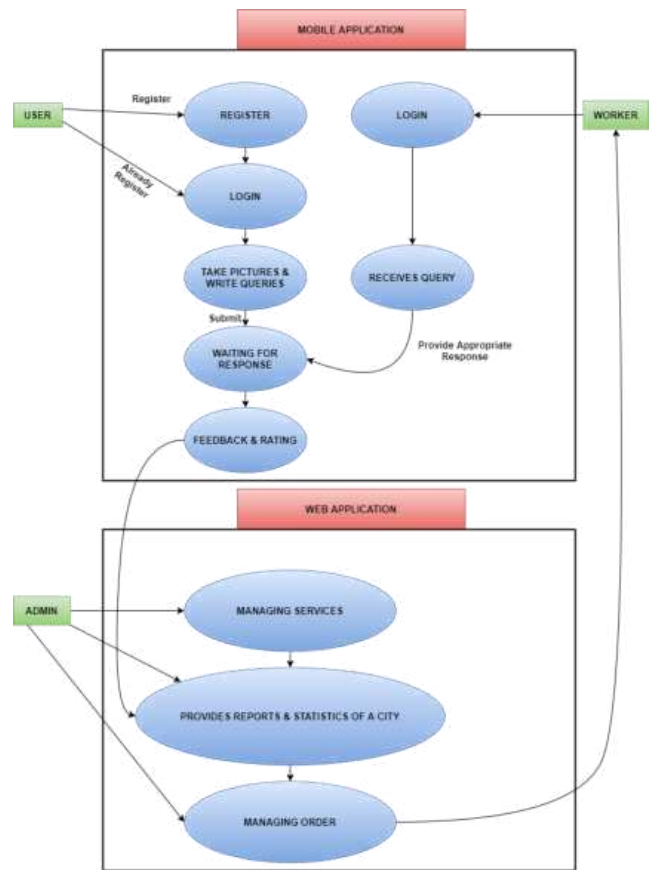 MOBILE APPLICATION
USER
Register
REGISTER
LOGIN
WORKER
Already
Register
LOGIN
TAKE PICTURES &
WRITE QUERIES
RECEIVES QUERY
Submit
WAITING FOR
RESPONSE
Provide Appropriate
Response
FEEDBACK & RATING
WEB APPLICATION
ADMIN
MANAGING SERVICES
PROVIDES REPORTS & STATISTICS OF A CITY
MANAGING ORDER